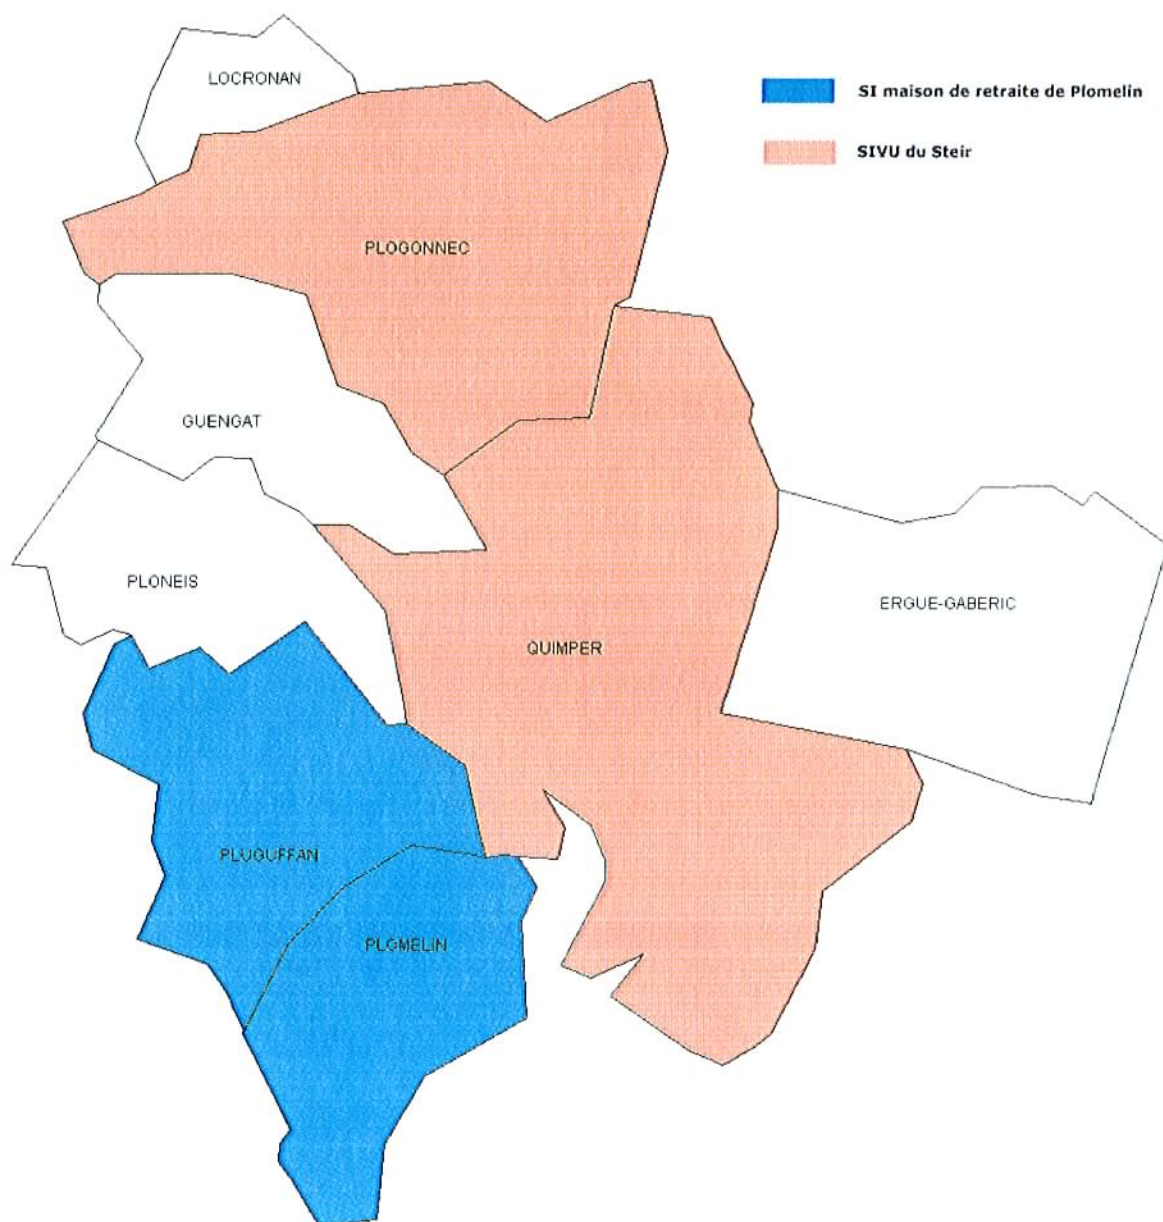 LOCRONAN
SI maison de retraite de Plomelin
SIVU du Steir
PLOGONNEC
GUENGAT
PLONEIS
ERGUE-GABERIC
QUIMPER
PLUGUFFAN
PLOMELIN